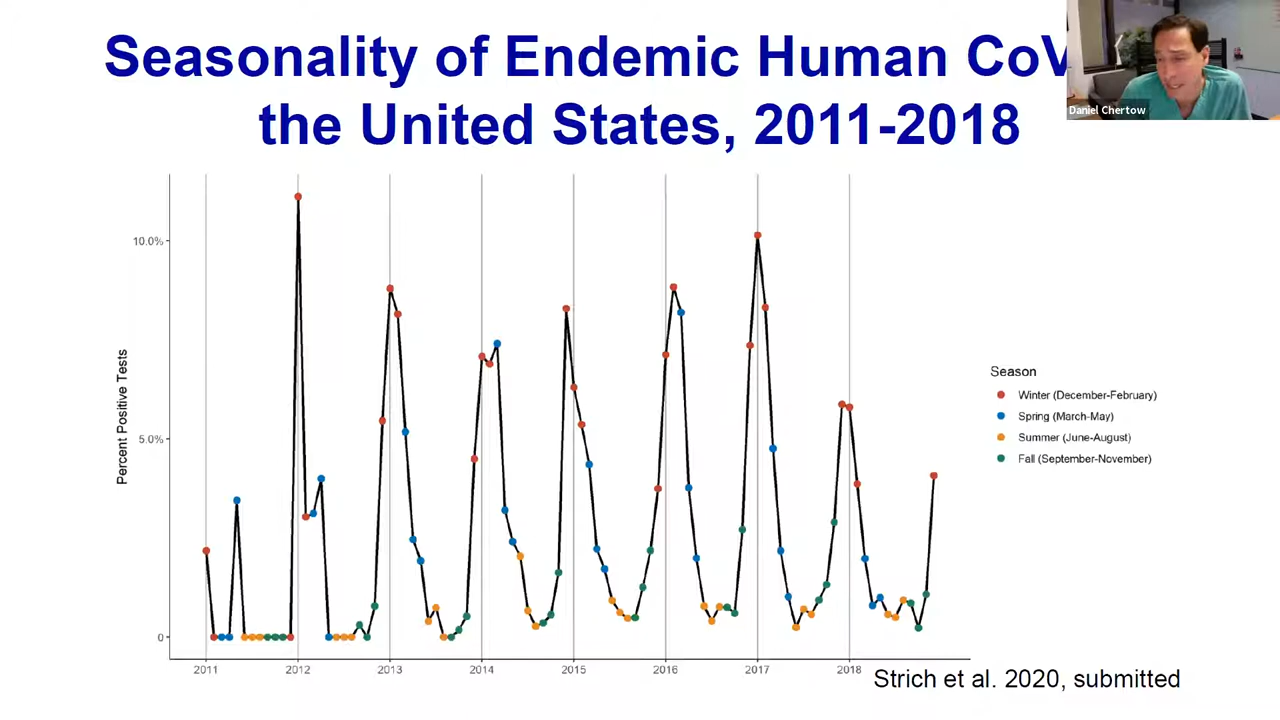 Seasonality of Endemic Human CoV
the United States, 2011-2018
Daniel Chertow
10.0%
5.0%
0
Percent Positive Tests
2011 2012 2013 2014 2015 2016 2017 2018
Season
Winter (December-February)
Spring (March-May)
Summer (June-August)
Fall (September-November)
Strich et al. 2020, submitted